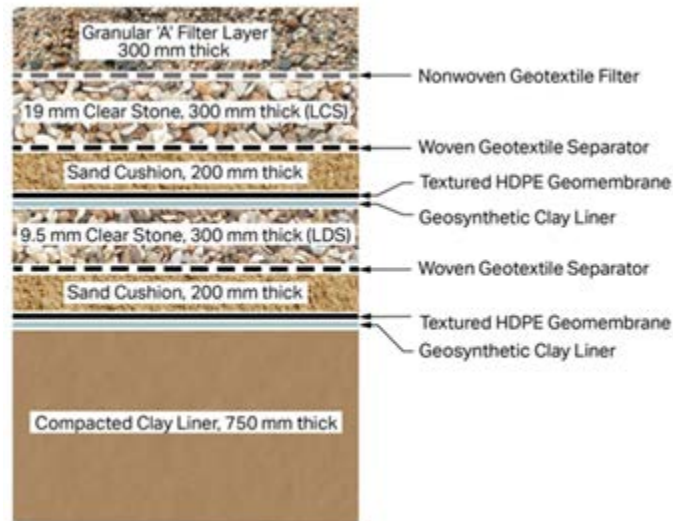 Granular 'A' Filter Layer
300 mm thick
Nonwoven Geotextile Filter
19 mm Clear Stone, 300 mm thick (LCS)
Woven Geotextile Separator
Sand Cushion, 200 mm thick
Textured HDPE Geomembrane
Geosynthetic Clay Liner
9.5 mm Clear Stone, 300 mm thick (LDS)
Woven Geotextile Separator
Sand Cushion, 200 mm thick
Textured HDPE Geomembrane
Geosynthetic Clay Liner
Compacted Clay Liner, 750 mm thick